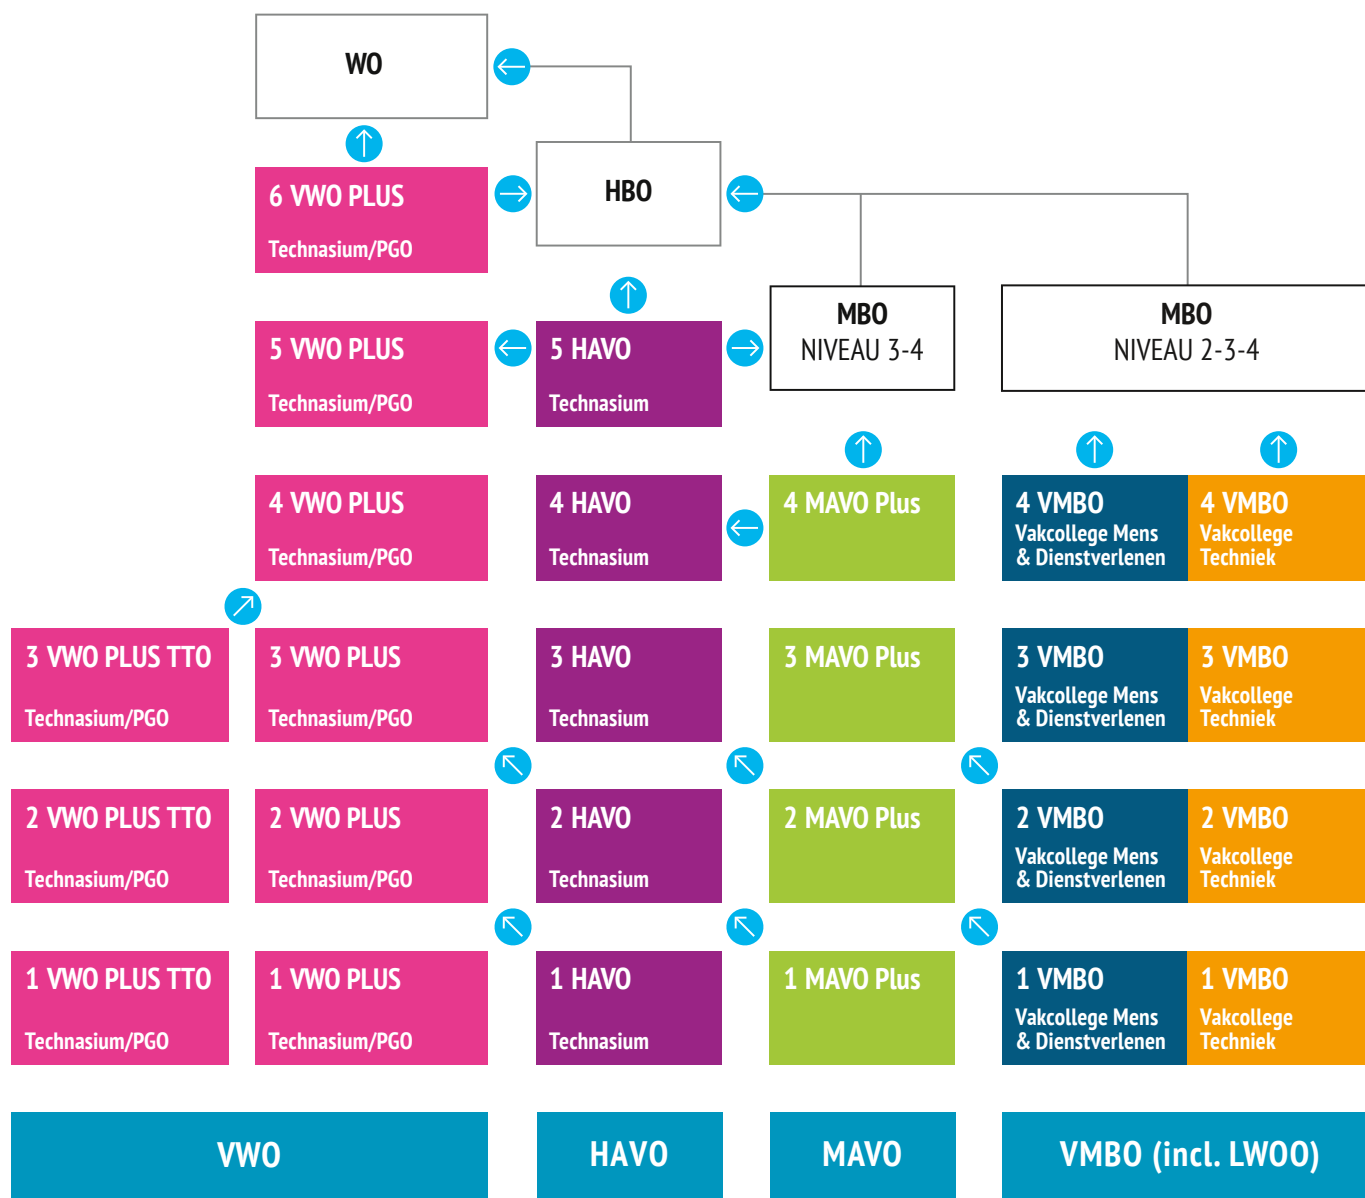 WO
6 VWO PLUS
Technasium/PGO
HBO
5 VWO PLUS
Technasium/PGO
5 HAVO
Technasium
MBO
NIVEAU 3-4
MBO
NIVEAU 2-3-4
4 VWO PLUS
Technasium/PGO
4 HAVO
Technasium
4 MAVO Plus
4 VMBO
Vakcollege Mens
& Dienstverlenen
4 VMBO
Vakcollege
Techniek
3 VWO PLUS TTO
Technasium/PGO
3 VWO PLUS
Technasium/PGO
3 HAVO
Technasium
3 MAVO Plus
3 VMBO
Vakcollege Mens
& Dienstverlenen
3 VMBO
Vakcollege
Techniek
2 VWO PLUS TTO
Technasium/PGO
2 VWO PLUS
Technasium/PGO
2 HAVO
Technasium
2 MAVO Plus
2 VMBO
Vakcollege Mens
& Dienstverlenen
2 VMBO
Vakcollege
Techniek
1 VWO PLUS TTO
Technasium/PGO
1 VWO PLUS
Technasium/PGO
1 HAVO
Technasium
1 MAVO Plus
1 VMBO
Vakcollege Mens
& Dienstverlenen
1 VMBO
Vakcollege
Techniek
VWO
HAVO
MAVO
VMBO (incl. LWOO)